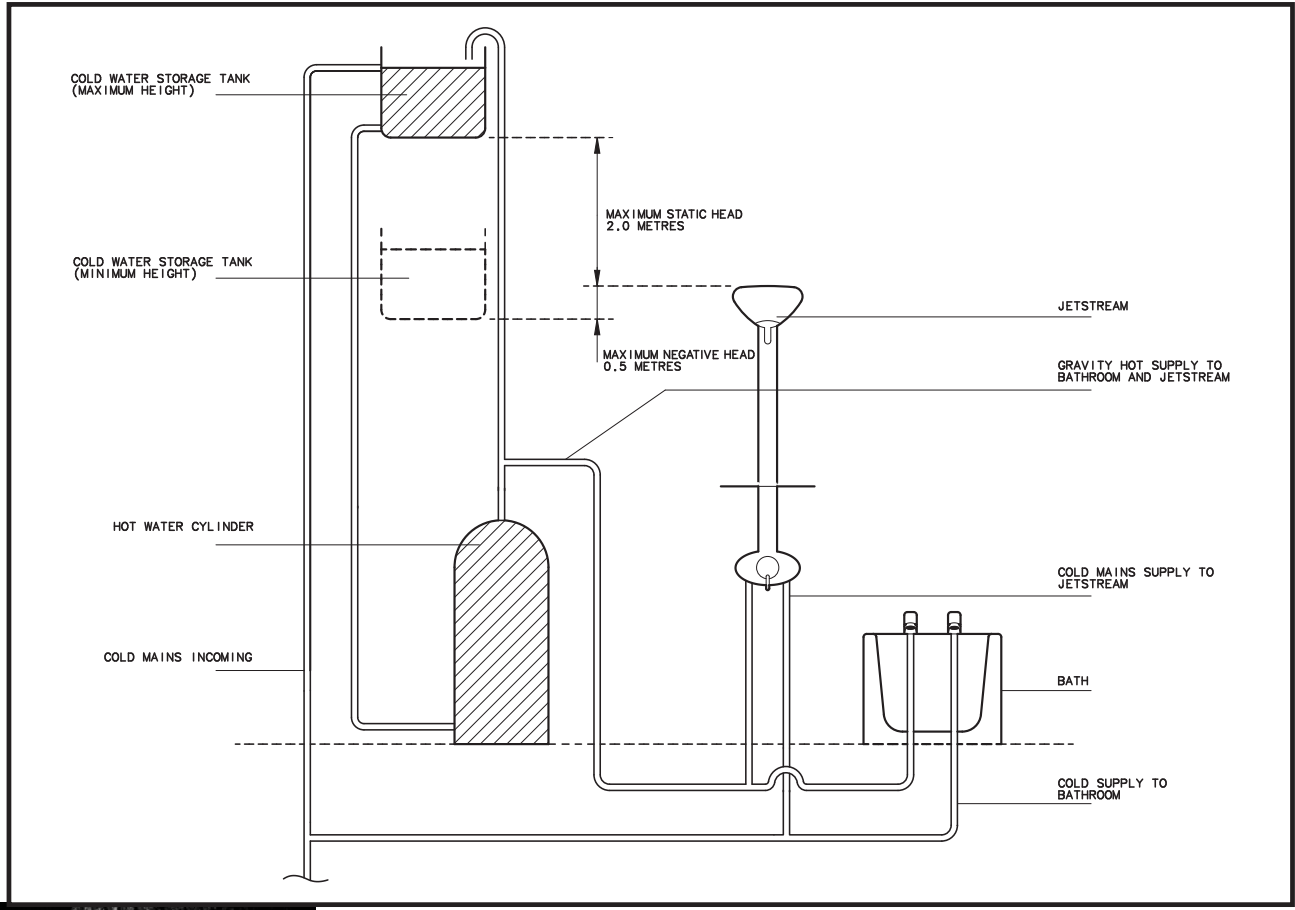 COLD WATER STORAGE TANK
(MAXIMUM HEIGHT)
MAXIMUM STATIC HEAD
2.0 METRES
COLD WATER STORAGE TANK
(MINIMUM HEIGHT)
JETSTREAM
MAXIMUM NEGATIVE HEAD
0.5 METRES
GRAVITY HOT SUPPLY TO
BATHROOM AND JETSTREAM
HOT WATER CYLINDER
COLD MAINS SUPPLY TO
JETSTREAM
COLD MAINS INCOMING
BATH
COLD SUPPLY TO
BATHROOM